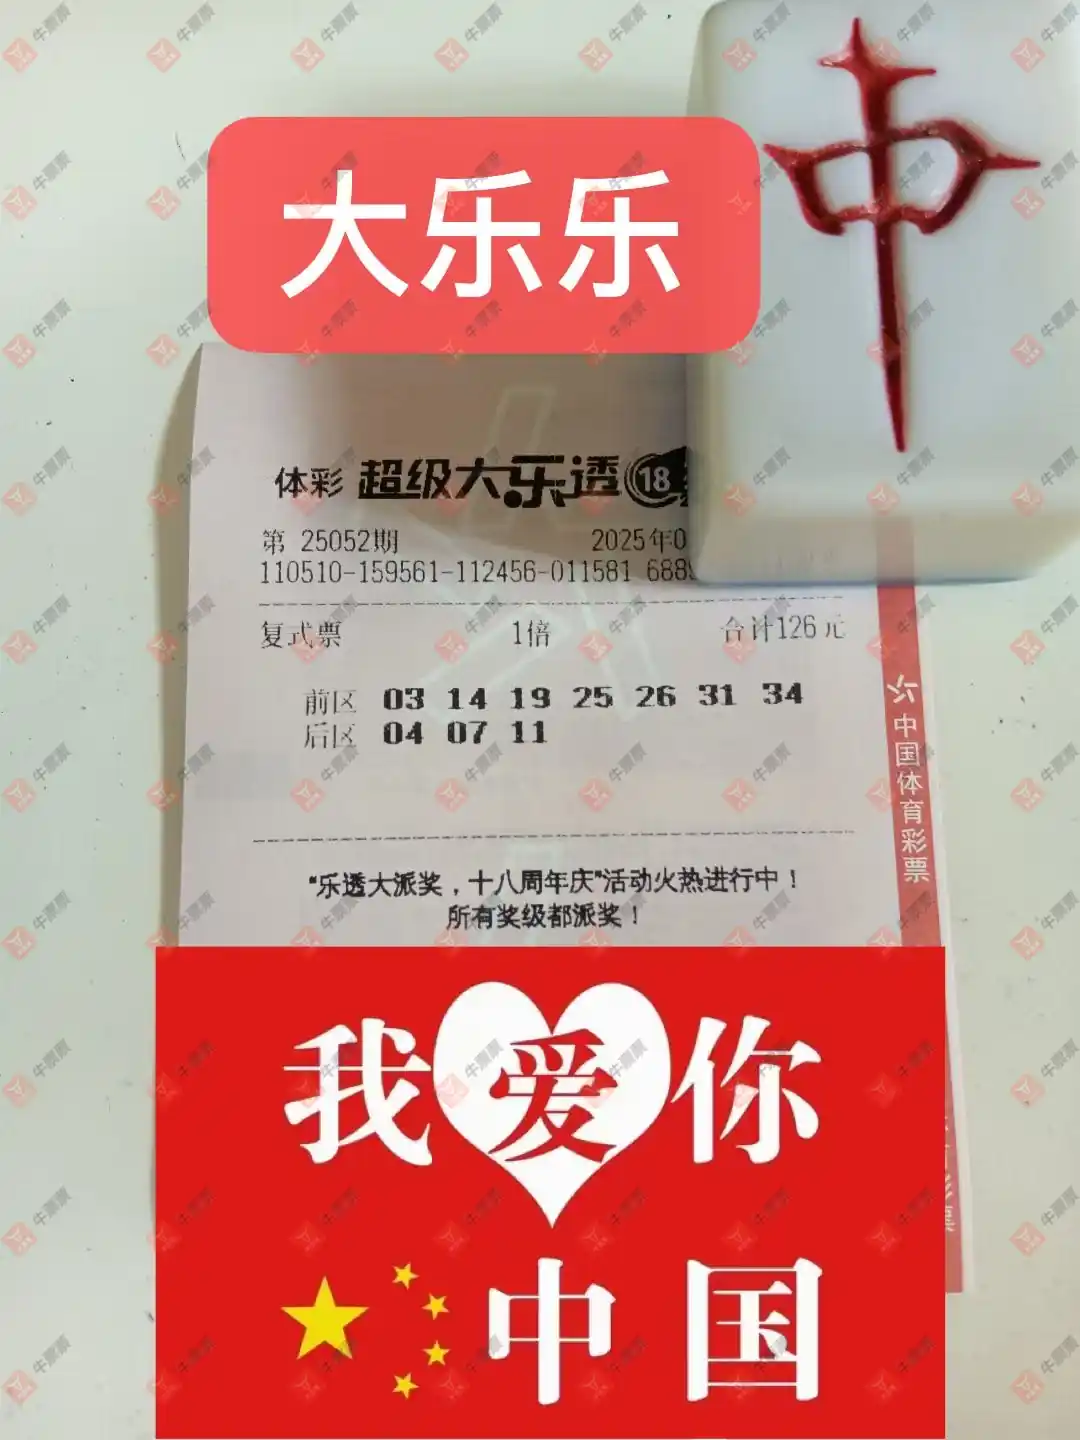 中
大乐乐
体彩 超级大乐透 18
第 25052期 2025年0
110510-159561-112456-011581 688
复式票 1倍 合计126元
前区 03 14 19 25 26 31 34
后区 04 07 11
中国体育彩票
“乐透大派奖，十八周年庆”活动火热进行中！
所有奖级都派奖！
我爱你
中国
牛票票